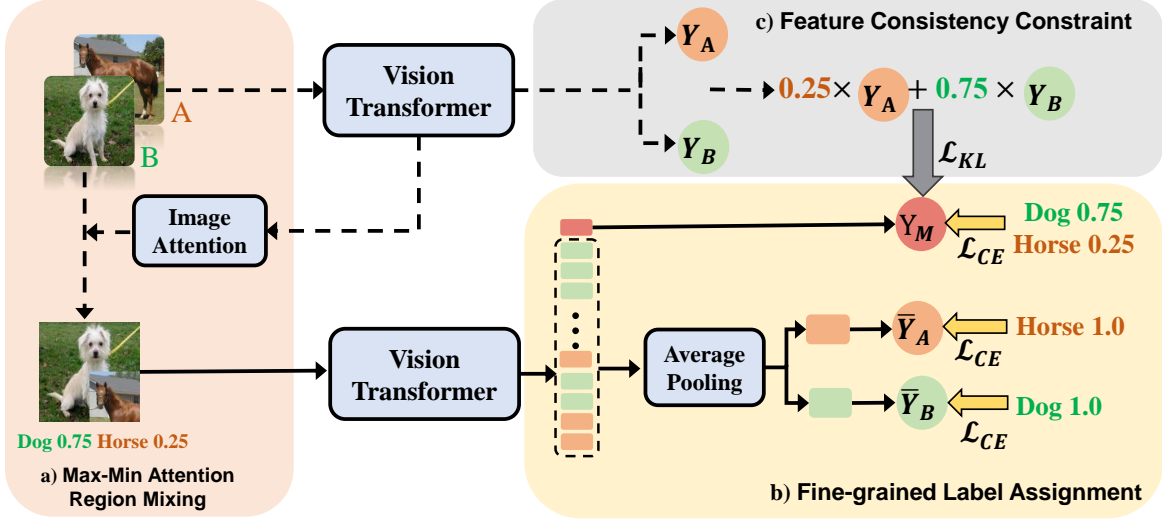 A
B
Vision
Transformer
Image
Attention
Dog 0.75 Horse 0.25
a) Max-Min Attention
Region Mixing
c) Feature Consistency Constraint
Y_A
Y_B
0.25 × Y_A + 0.75 × Y_B
ℒ_KL
Y_M
ℒ_CE
Dog 0.75
Horse 0.25
Vision
Transformer
Average
Pooling
Y̅_A
ℒ_CE
Horse 1.0
Y̅_B
ℒ_CE
Dog 1.0
b) Fine-grained Label Assignment